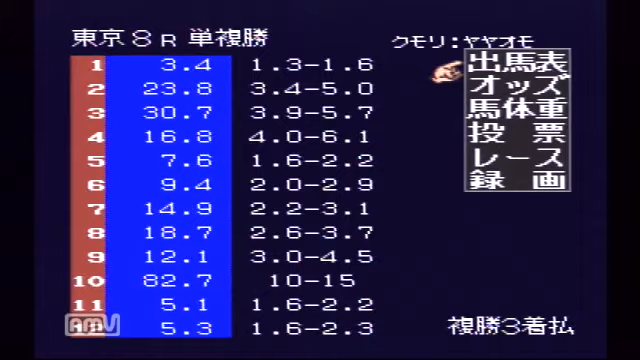 東京8R 単複勝
クモリ:ヤヤオモ
1 3.4 1.3-1.6
2 23.8 3.4-5.0
3 30.7 3.9-5.7
4 16.8 4.0-6.1
5 7.6 1.6-2.2
6 9.4 2.0-2.9
7 14.9 2.2-3.1
8 18.7 2.6-3.7
9 12.1 3.0-4.5
10 82.7 10-15
11 5.1 1.6-2.2
12 5.3 1.6-2.3
出馬表
オッズ
馬体重
投票
レース
録画
複勝3着払
AMV